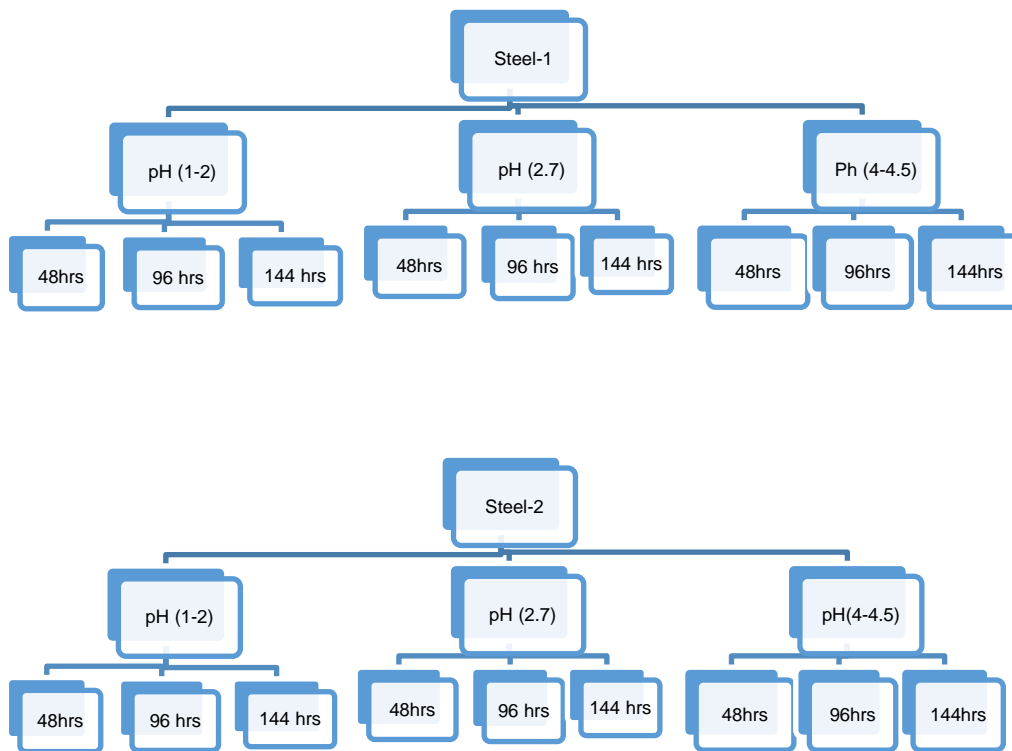 Steel-1
pH (1-2)
pH (2.7)
Ph (4-4.5)
48hrs
96 hrs
144 hrs
48hrs
96 hrs
144 hrs
48hrs
96hrs
144hrs
Steel-2
pH (1-2)
pH (2.7)
pH(4-4.5)
48hrs
96 hrs
144 hrs
48hrs
96 hrs
144 hrs
48hrs
96hrs
144hrs